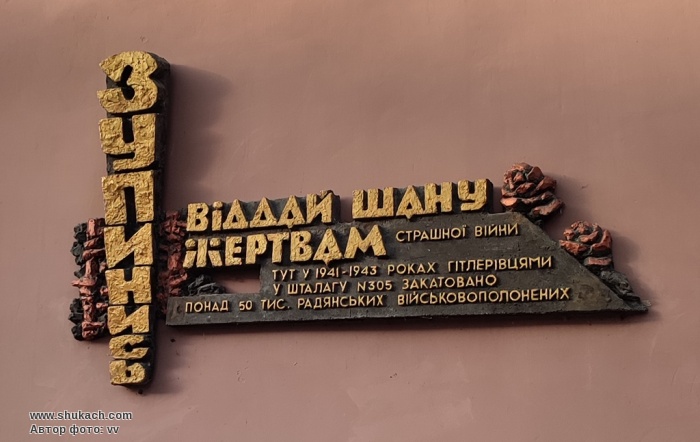 ЗУПИНИСЬ
ВіДДАЙ ШАНУ
ЖЕРТВАМ СТРАШНОЇ ВІЙНИ
ТУТ У 1941-1943 РОКАХ ГІТЛЕРІВЦЯМИ
У ШТАЛАГУ N305 ЗАКАТОВАНО
ПОНАД 50 ТИС. РАДЯНСЬКИХ ВІЙСЬКОВОПОЛОНЕНИХ
www.shukach.com
Автор фото: vv